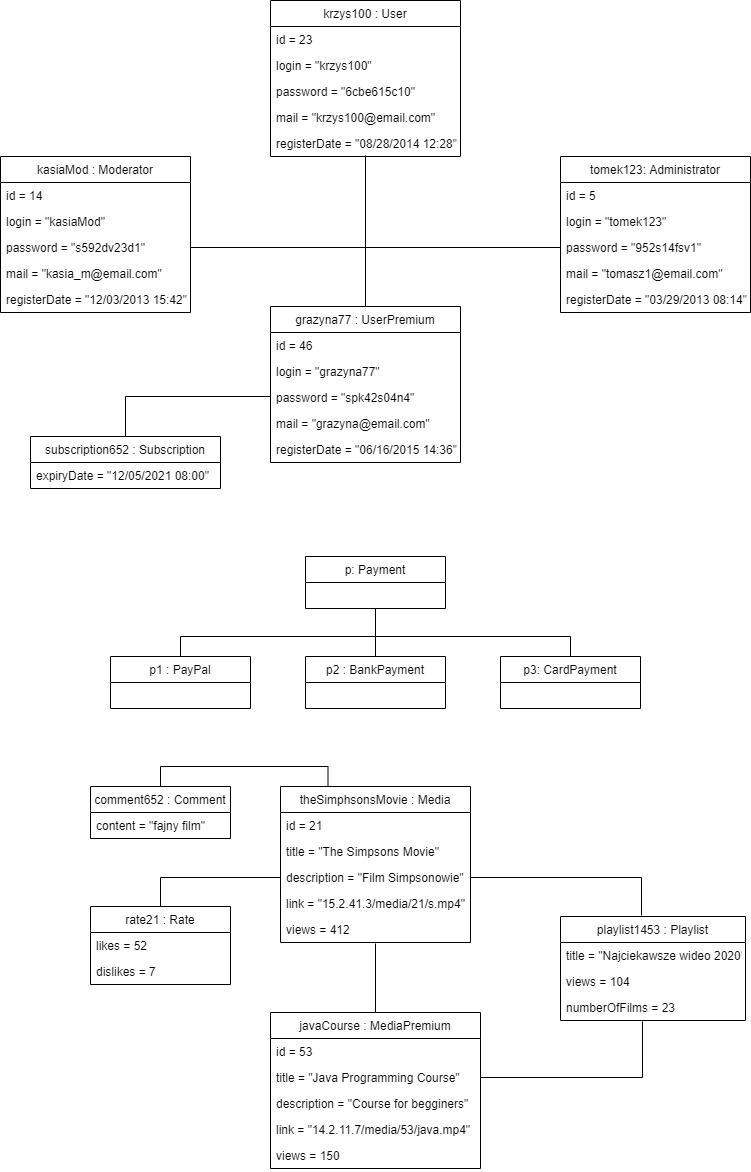 krzys100 : User
id = 23
login = "krzys100"
password = "6cbe615c10"
mail = "krzys100@email.com"
registerDate = "08/28/2014 12:28"
kasiaMod : Moderator
id = 14
login = "kasiaMod"
password = "s592dv23d1"
mail = "kasia_m@email.com"
registerDate = "12/03/2013 15:42"
tomek123: Administrator
id = 5
login = "tomek123"
password = "952s14fsv1"
mail = "tomasz1@email.com"
registerDate = "03/29/2013 08:14"
grazyna77 : UserPremium
id = 46
login = "grazyna77"
password = "spk42s04n4"
mail = "grazyna@email.com"
registerDate = "06/16/2015 14:36"
subscription652 : Subscription
expiryDate = "12/05/2021 08:00"
p: Payment
p1 : PayPal
p2 : BankPayment
p3: CardPayment
comment652 : Comment
content = "fajny film"
theSimphsonsMovie : Media
id = 21
title = "The Simpsons Movie"
description = "Film Simpsonowie"
link = "15.2.41.3/media/21/s.mp4"
views = 412
rate21 : Rate
likes = 52
dislikes = 7
playlist1453 : Playlist
title = "Najciekawsze wideo 2020"
views = 104
numberOfFilms = 23
javaCourse : MediaPremium
id = 53
title = "Java Programming Course"
description = "Course for begginers"
link = "14.2.11.7/media/53/java.mp4"
views = 150